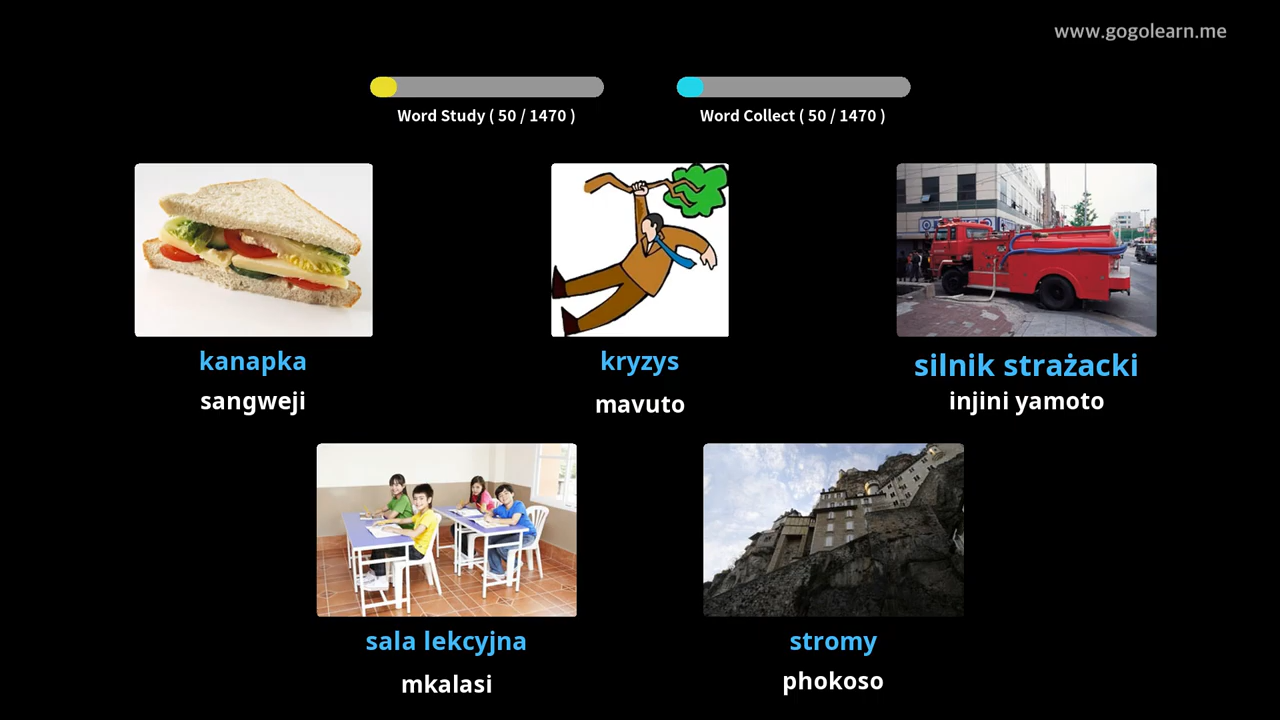 www.gogolearn.me
Word Study ( 50 / 1470 )
Word Collect ( 50 / 1470 )
kanapka
sangweji
kryzys
mavuto
silnik strażacki
injini yamoto
sala lekcyjna
mkalasi
stromy
phokoso